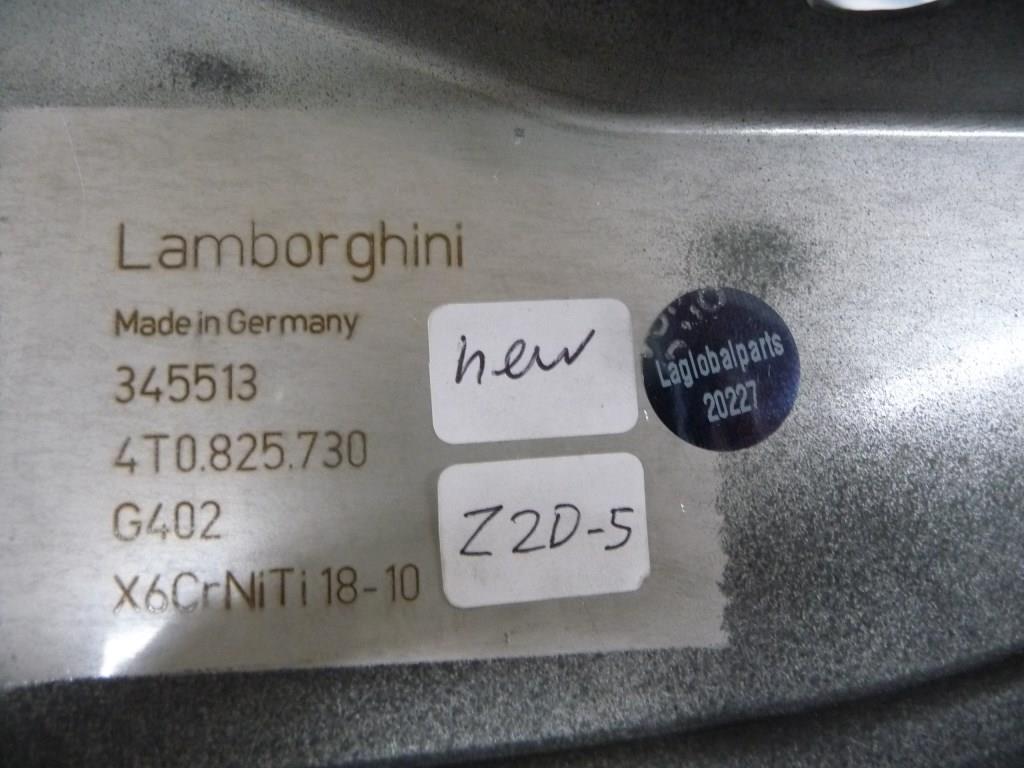 Lamborghini
Made in Germany
345513
4T0.825.730
G402
X6CrNiTi 18-10
new
Z2D-5
Laglobalparts
20227